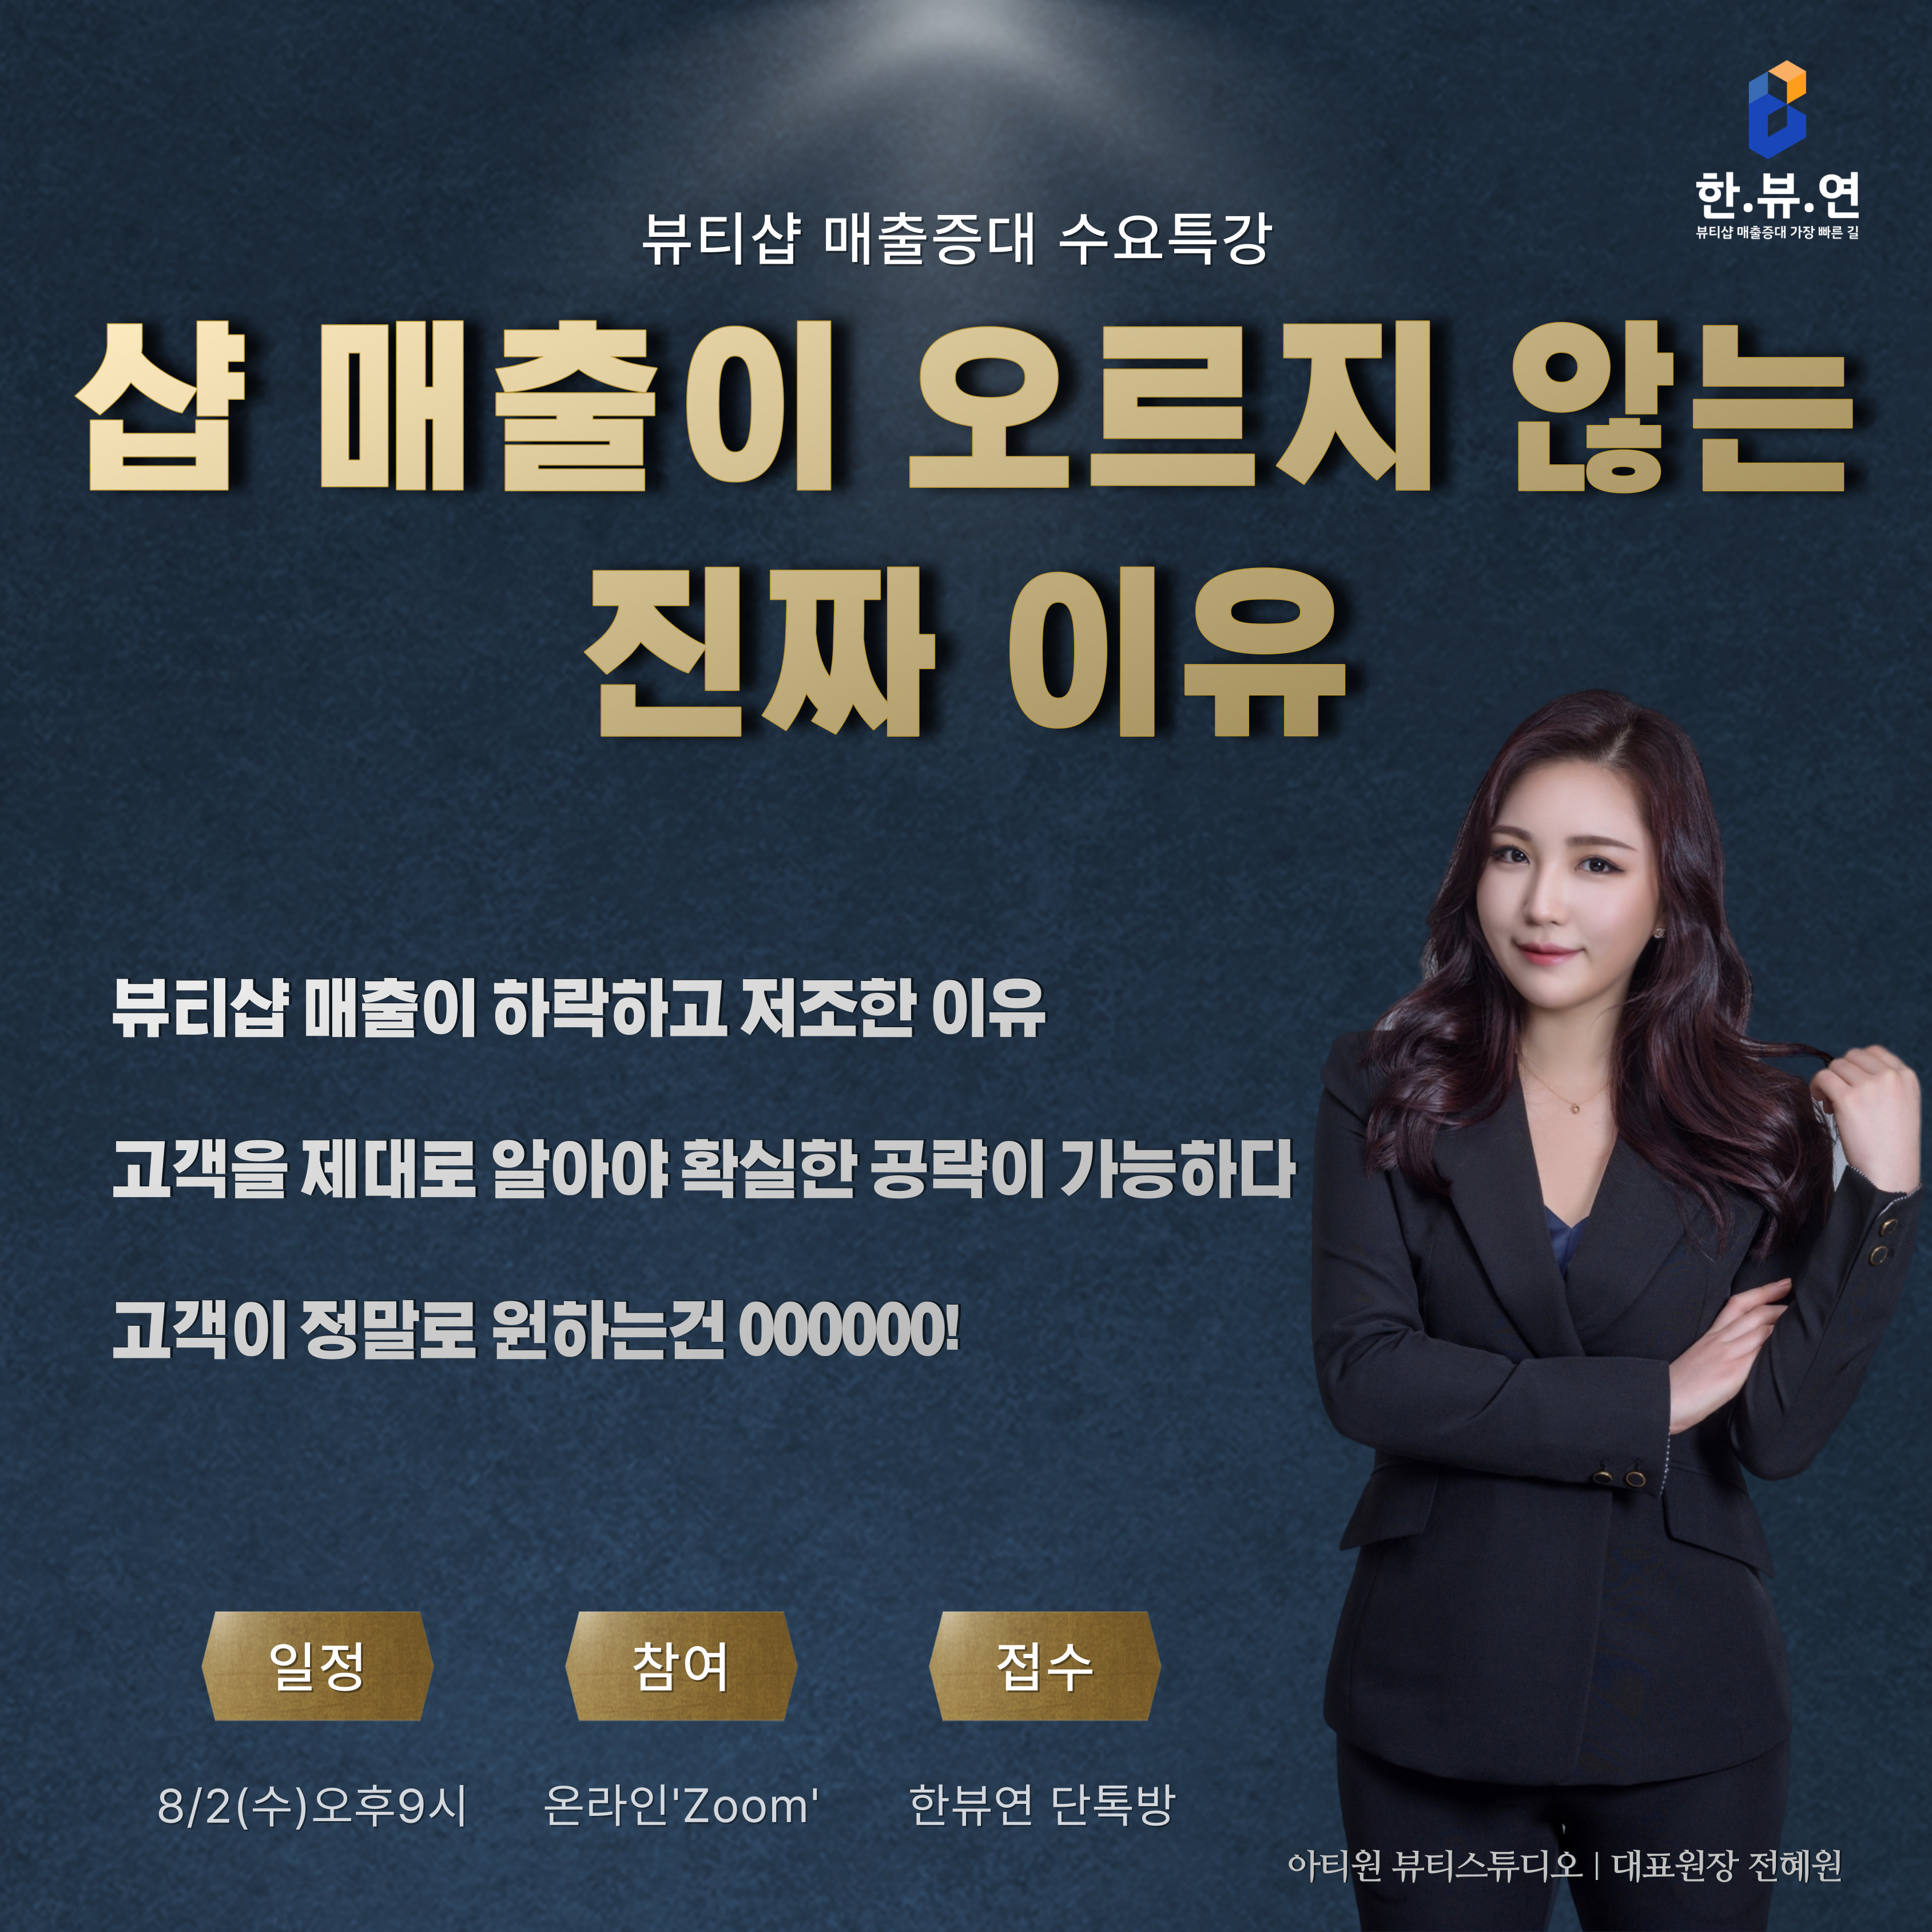 한.뷰.연
뷰티샵 매출증대 가장 빠른 길
뷰티샵 매출증대 수요특강
샵 매출이 오르지 않는
진짜 이유
뷰티샵 매출이 하락하고 저조한 이유
고객을 제대로 알아야 확실한 공략이 가능하다
고객이 정말로 원하는건 000000!
일정
참여
접수
8/2(수)오후9시
온라인'Zoom'
한뷰연 단톡방
아티원 뷰티스튜디오 | 대표원장 전혜원